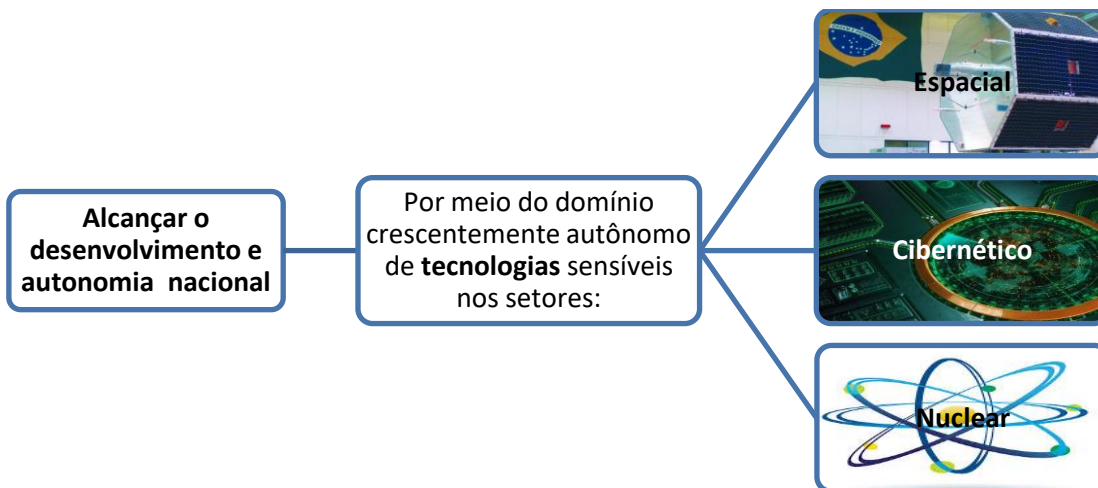 Alcançar o
desenvolvimento e
autonomia nacional
Por meio do domínio
crescentemente autônomo
de tecnologias sensíveis
nos setores:
Espacial
Cibernético
Nuclear